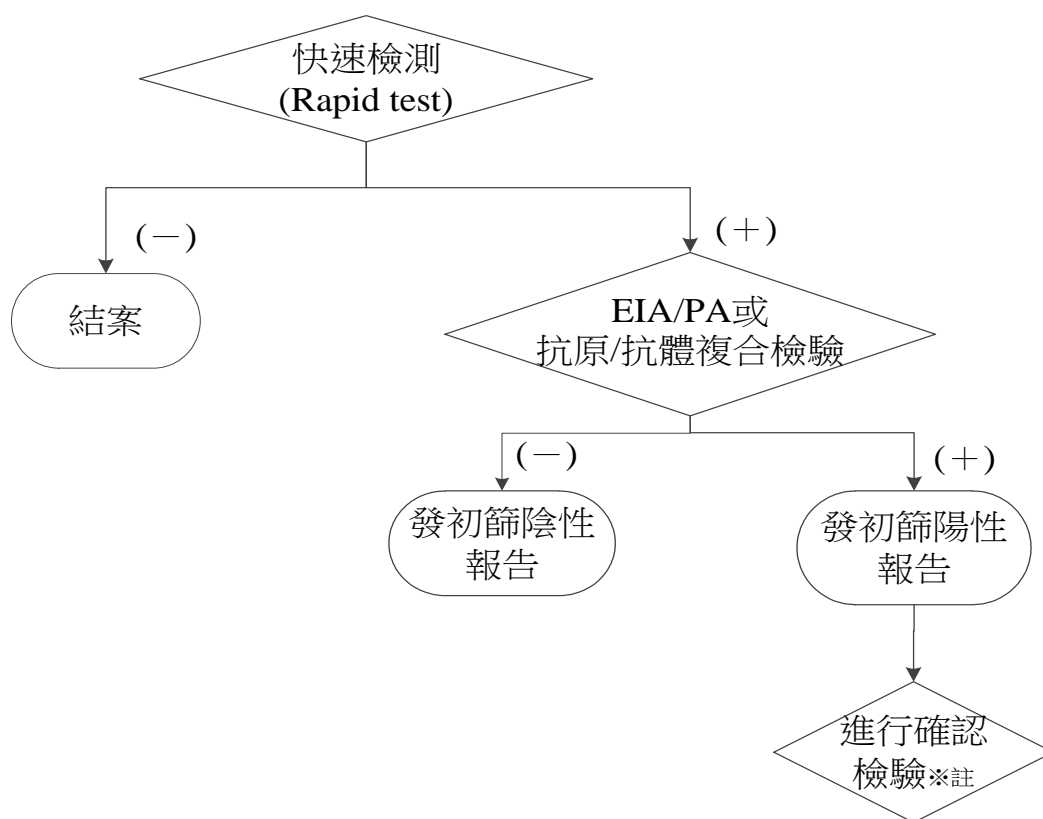 快速檢測
(Rapid test)
(－)
(＋)
結案
EIA/PA或
抗原/抗體複合檢驗
(－)
(＋)
發初篩陰性
報告
發初篩陽性
報告
進行確認
檢驗※註